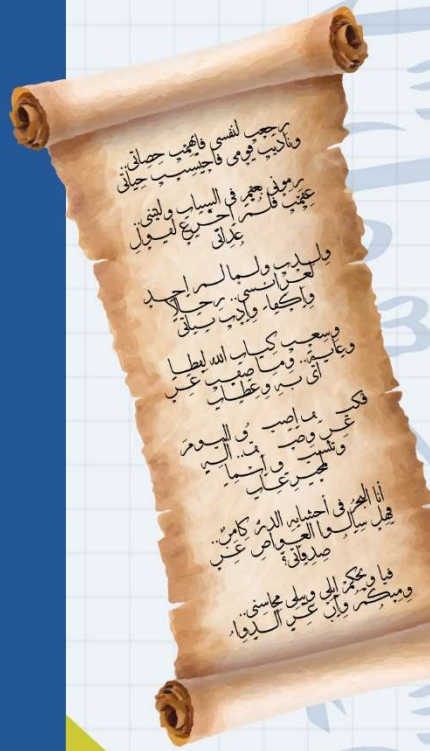 رجعت لنفسي فاتهمت حصاتي..
وناديت قومي فاحتسبت حياتي
رموني بعقم في الشباب وليتني..
عقمت فلم أجزع لقول
عداتي
ولدت ولما لم أجد
لعرائسي.. رجالا
وأكفاء وأدت بناتي
وسعت كتاب الله لفظا
وغاية.. وما ضقت عن
آي به وعظات
اليوم
عن
أنا البحر في أحشائه الدر كامن..
فهل سألوا الغواص عن
صدفاتي؟
فيا ويحكم أبلى وتبلى محاسني..
ومنكم وإن عز الدواء